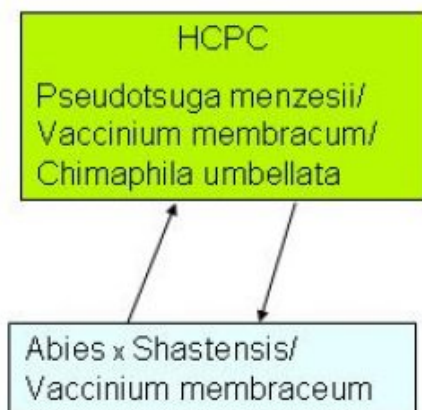 HCPC
Pseudotsuga menzesii/
Vaccinium membracum/
Chimaphila umbellata
Abies x Shastensis/
Vaccinium membraceum